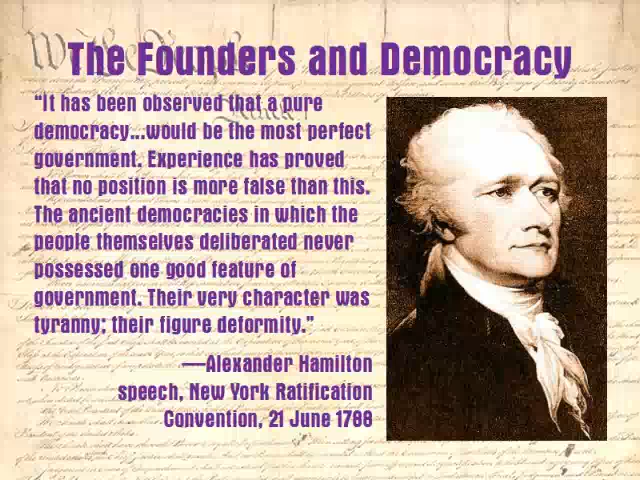 The Founders and Democracy
"It has been observed that a pure
democracy...would be the most perfect
government. Experience has proved
that no position is more false than this.
The ancient democracies in which the
people themselves deliberated never
possessed one good feature of
government. Their very character was
tyranny; their figure deformity."
—Alexander Hamilton
speech, New York Ratification
Convention, 21 June 1788